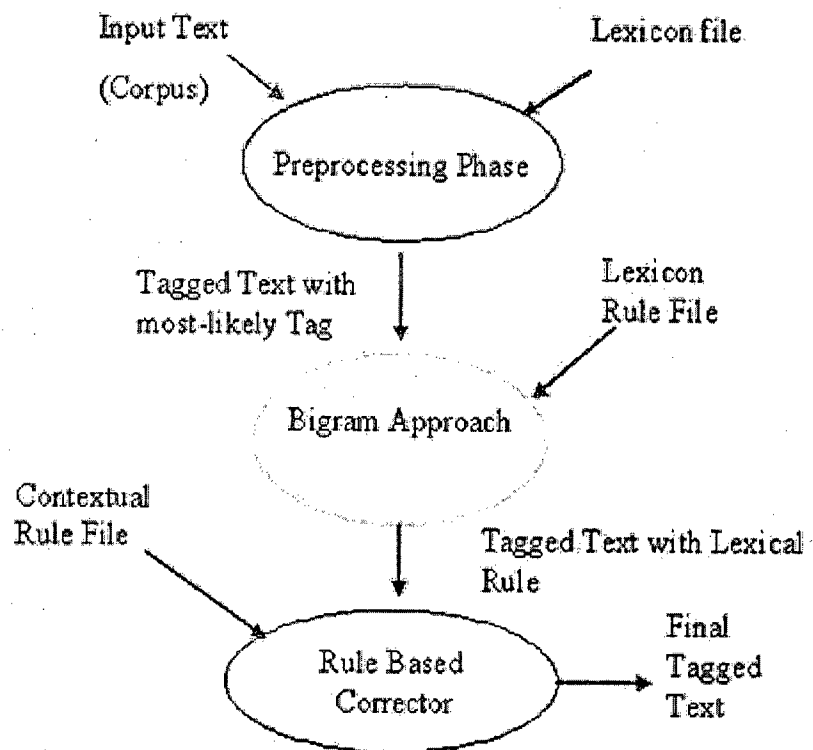 Input Text
(Corpus)
Lexicon file
Preprocessing Phase
Tagged Text with
most-likely Tag
Lexicon
Rule File
Bigram Approach
Contextual
Rule File
Tagged Text with Lexical
Rule
Rule Based
Corrector
Final
Tagged
Text